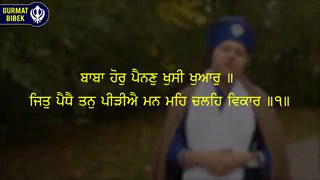 GURMAT
BIBEK
ਬਾਬਾ ਹੋਰੁ ਪੈਨਣੁ ਖੁਸੀ ਖੁਆਰੁ ॥
ਜਿਤੁ ਪੈਧੈ ਤਨੁ ਪੀੜੀਐ ਮਨ ਮਹਿ ਚਲਹਿ ਵਿਕਾਰ ॥੧॥